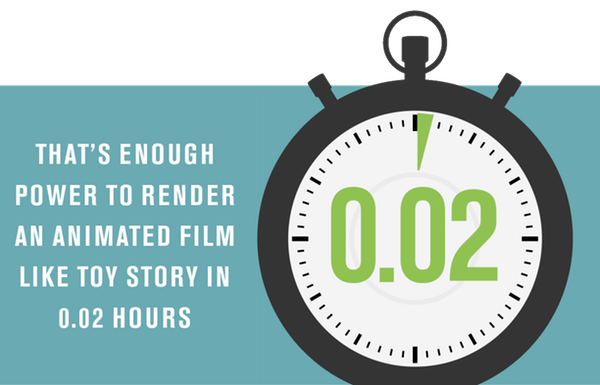 THAT'S ENOUGH
POWER TO RENDER
AN ANIMATED FILM
LIKE TOY STORY IN
0.02 HOURS
0.02